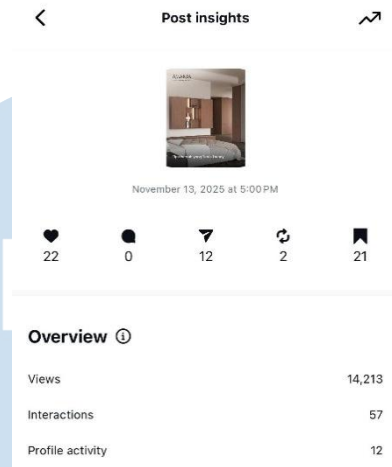 Post insights
November 13, 2025 at 5:00 PM
22 0 12 2 21
Overview
Views 14,213
Interactions 57
Profile activity 12